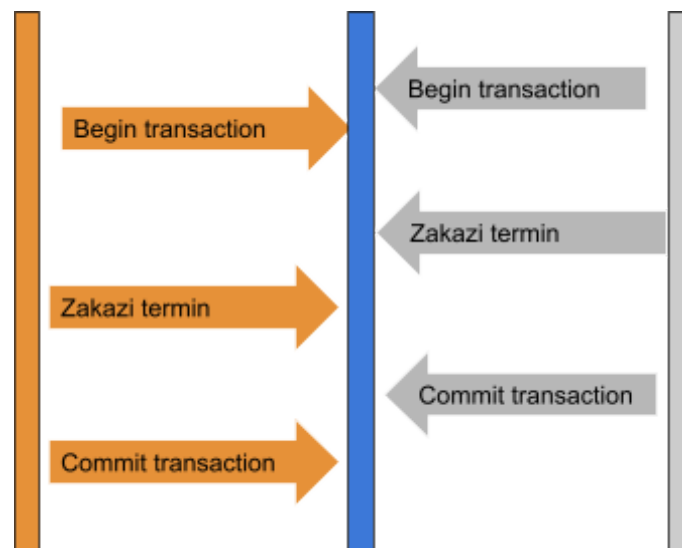 Begin transaction
Begin transaction
Zakazi termin
Zakazi termin
Commit transaction
Commit transaction